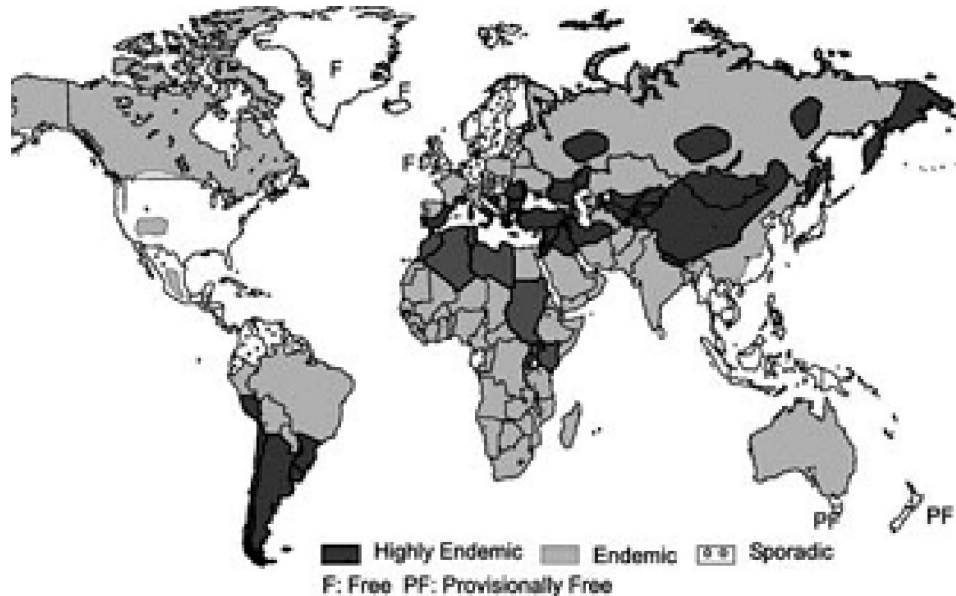 F
F
F
PF
PF
Highly Endemic Endemic Sporadic
F: Free PF: Provisionally Free